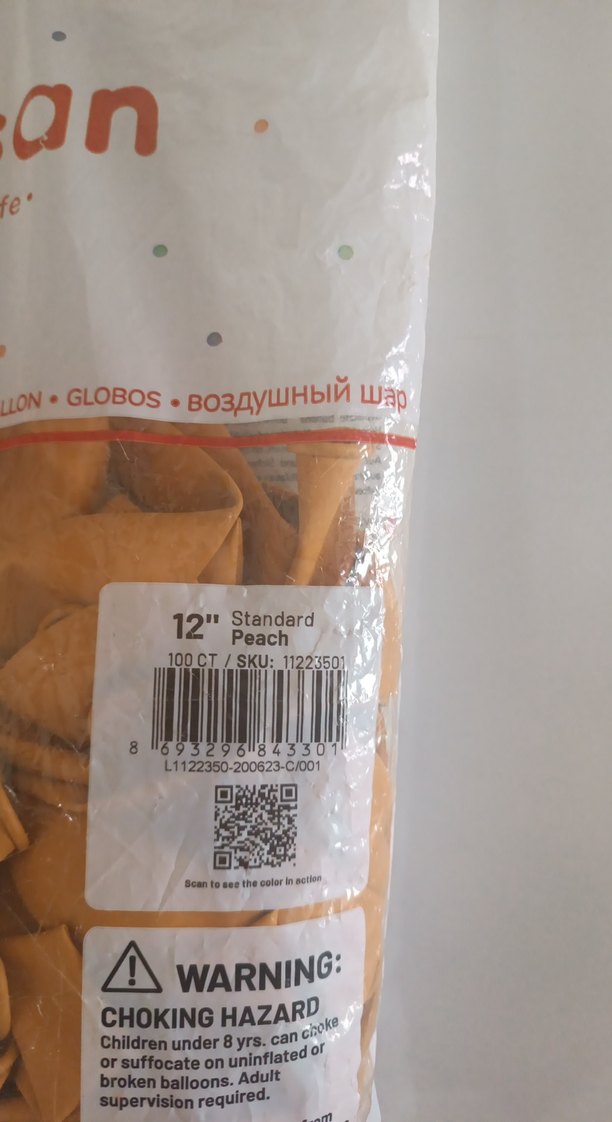 an
fe
LLON • GLOBOS • воздушный шар
12" Standard
Peach
100 CT / SKU: 11223501
8 693296 843301
L1122350-200623-C/001
Scan to see the color in action
WARNING:
CHOKING HAZARD
Children under 8 yrs. can choke
or suffocate on uninflated or
broken balloons. Adult
supervision required.
from